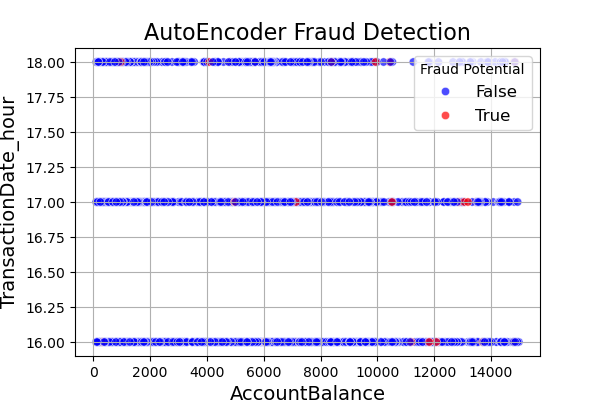 AutoEncoder Fraud Detection
TransactionDate_hour
18.00
17.75
17.50
17.25
17.00
16.75
16.50
16.25
16.00
Fraud Potential
False
True
0 2000 4000 6000 8000 10000 12000 14000
AccountBalance